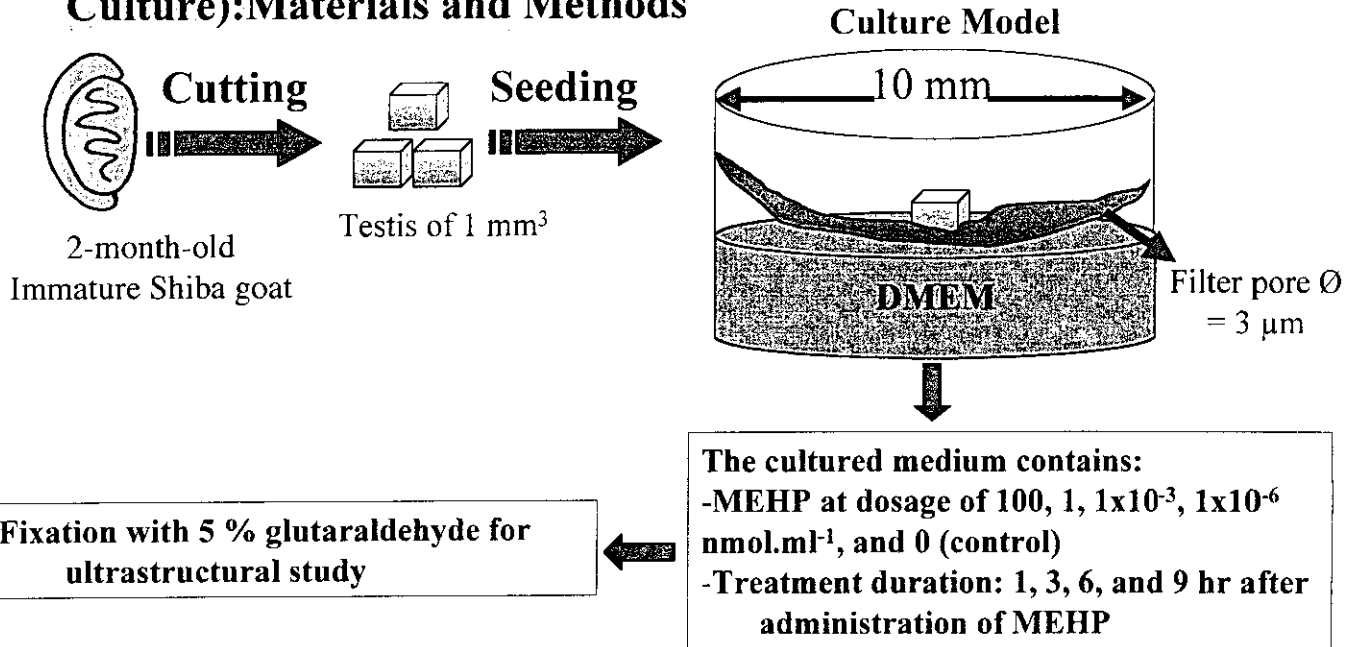 Culture):Materials and Methods
Culture Model
Cutting
Seeding
10 mm
2-month-old
Immature Shiba goat
Testis of 1 mm³
DMEM
Filter pore Ø
= 3 µm
The cultured medium contains:
-MEHP at dosage of 100, 1, 1x10⁻³, 1x10⁻⁶
nmol.ml⁻¹, and 0 (control)
-Treatment duration: 1, 3, 6, and 9 hr after
administration of MEHP
Fixation with 5 % glutaraldehyde for
ultrastructural study